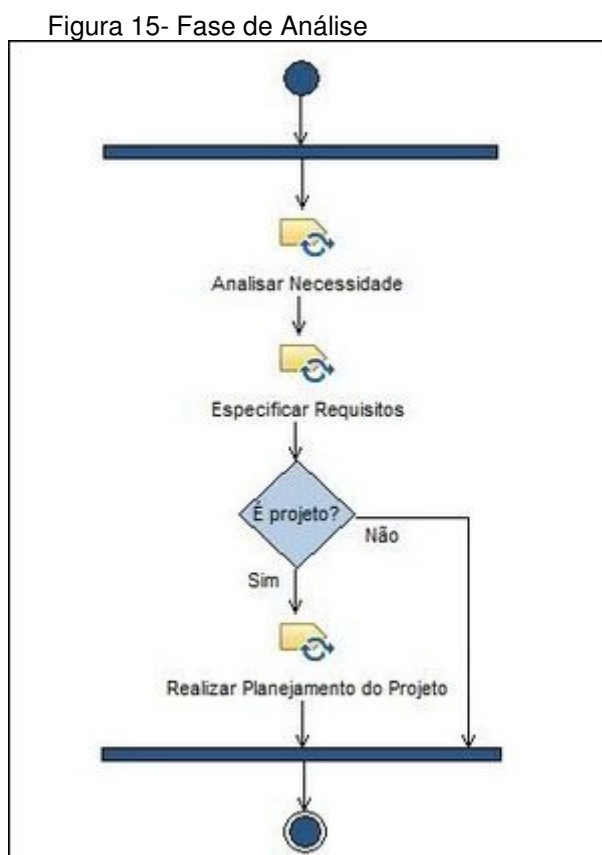 Figura 15- Fase de Análise
Analisar Necessidade
Especificar Requisitos
É projeto?
Não
Sim
Realizar Planejamento do Projeto